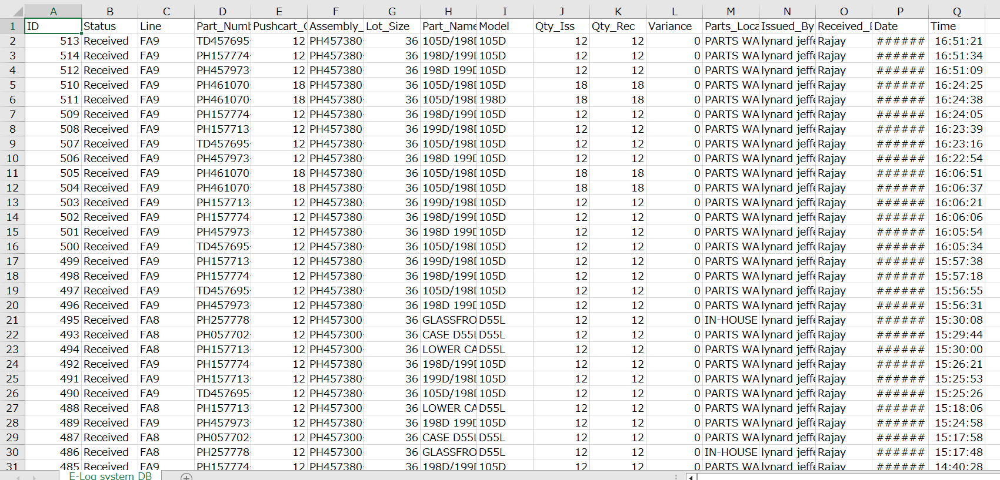 A B C D E F G H I J K L M N O P Q
1 ID Status Line Part_Numb Pushcart_C Assembly_ Lot_Size Part_Name Model Qty_Iss Qty_Rec Variance Parts_Loca Issued_By Received_B Date Time
2 513 Received FA9 TD457695- 12 PH457380- 36 105D/198D 105D 12 12 0 PARTS WA lynard jeffe Rajay ###### 16:51:21
3 514 Received FA9 PH157774- 12 PH457380- 36 198D/199D 105D 12 12 0 PARTS WA lynard jeffe Rajay ###### 16:51:34
4 512 Received FA9 PH457973- 12 PH457380- 36 198D 199D 105D 12 12 0 PARTS WA lynard jeffe Rajay ###### 16:51:09
5 510 Received FA9 PH461070- 18 PH457380- 36 105D/198D 105D 18 18 0 PARTS WA lynard jeffe Rajay ###### 16:24:25
6 511 Received FA9 PH461070- 18 PH457380- 36 105D/198D 198D 18 18 0 PARTS WA lynard jeffe Rajay ###### 16:24:38
7 509 Received FA9 PH157774- 12 PH457380- 36 198D/199D 105D 12 12 0 PARTS WA lynard jeffe Rajay ###### 16:24:05
8 508 Received FA9 PH157713- 12 PH457380- 36 199D/198D 105D 12 12 0 PARTS WA lynard jeffe Rajay ###### 16:23:39
9 507 Received FA9 TD457695- 12 PH457380- 36 105D/198D 105D 12 12 0 PARTS WA lynard jeffe Rajay ###### 16:23:16
10 506 Received FA9 PH457973- 12 PH457380- 36 198D 199D 105D 12 12 0 PARTS WA lynard jeffe Rajay ###### 16:22:54
11 505 Received FA9 PH461070- 18 PH457380- 36 105D/198D 105D 18 18 0 PARTS WA lynard jeffe Rajay ###### 16:06:51
12 504 Received FA9 PH461070- 18 PH457380- 36 105D/198D 105D 18 18 0 PARTS WA lynard jeffe Rajay ###### 16:06:37
13 503 Received FA9 PH157713- 12 PH457380- 36 199D/198D 105D 12 12 0 PARTS WA lynard jeffe Rajay ###### 16:06:21
14 502 Received FA9 PH157774- 12 PH457380- 36 198D/199D 105D 12 12 0 PARTS WA lynard jeffe Rajay ###### 16:06:06
15 501 Received FA9 PH457973- 12 PH457380- 36 198D 199D 105D 12 12 0 PARTS WA lynard jeffe Rajay ###### 16:05:54
16 500 Received FA9 TD457695- 12 PH457380- 36 105D/198D 105D 12 12 0 PARTS WA lynard jeffe Rajay ###### 16:05:34
17 499 Received FA9 PH157713- 12 PH457380- 36 199D/198D 105D 12 12 0 PARTS WA lynard jeffe Rajay ###### 15:57:38
18 498 Received FA9 PH157774- 12 PH457380- 36 198D/199D 105D 12 12 0 PARTS WA lynard jeffe Rajay ###### 15:57:18
19 497 Received FA9 TD457695- 12 PH457380- 36 105D/198D 105D 12 12 0 PARTS WA lynard jeffe Rajay ###### 15:56:55
20 496 Received FA9 PH457973- 12 PH457380- 36 198D 199D 105D 12 12 0 PARTS WA lynard jeffe Rajay ###### 15:56:31
21 495 Received FA8 PH257778- 12 PH457300- 36 GLASSFRO D55L 12 12 0 IN-HOUSE lynard jeffe Rajay ###### 15:30:08
22 493 Received FA8 PH057702- 12 PH457300- 36 CASE D55L D55L 12 12 0 PARTS WA lynard jeffe Rajay ###### 15:29:44
23 494 Received FA8 PH157713- 12 PH457300- 36 LOWER CA D55L 12 12 0 PARTS WA lynard jeffe Rajay ###### 15:30:00
24 492 Received FA9 PH157774- 12 PH457380- 36 198D/199D 105D 12 12 0 PARTS WA lynard jeffe Rajay ###### 15:26:21
25 491 Received FA9 PH157713- 12 PH457380- 36 199D/198D 105D 12 12 0 PARTS WA lynard jeffe Rajay ###### 15:25:53
26 490 Received FA9 TD457695- 12 PH457380- 36 105D/198D 105D 12 12 0 PARTS WA lynard jeffe Rajay ###### 15:25:26
27 488 Received FA8 PH157713- 12 PH457300- 36 LOWER CA D55L 12 12 0 PARTS WA lynard jeffe Rajay ###### 15:18:06
28 489 Received FA9 PH457973- 12 PH457380- 36 198D 199D 105D 12 12 0 PARTS WA lynard jeffe Rajay ###### 15:24:58
29 487 Received FA8 PH057702- 12 PH457300- 36 CASE D55L D55L 12 12 0 PARTS WA lynard jeffe Rajay ###### 15:17:58
30 486 Received FA8 PH257778- 12 PH457300- 36 GLASSFRO D55L 12 12 0 IN-HOUSE lynard jeffe Rajay ###### 15:17:48
31 485 Received FA9 PH157774- 12 PH457380- 36 198D/199D 105D 12 12 0 PARTS WA lynard jeffe Rajay ###### 14:40:28
E-Log system DB